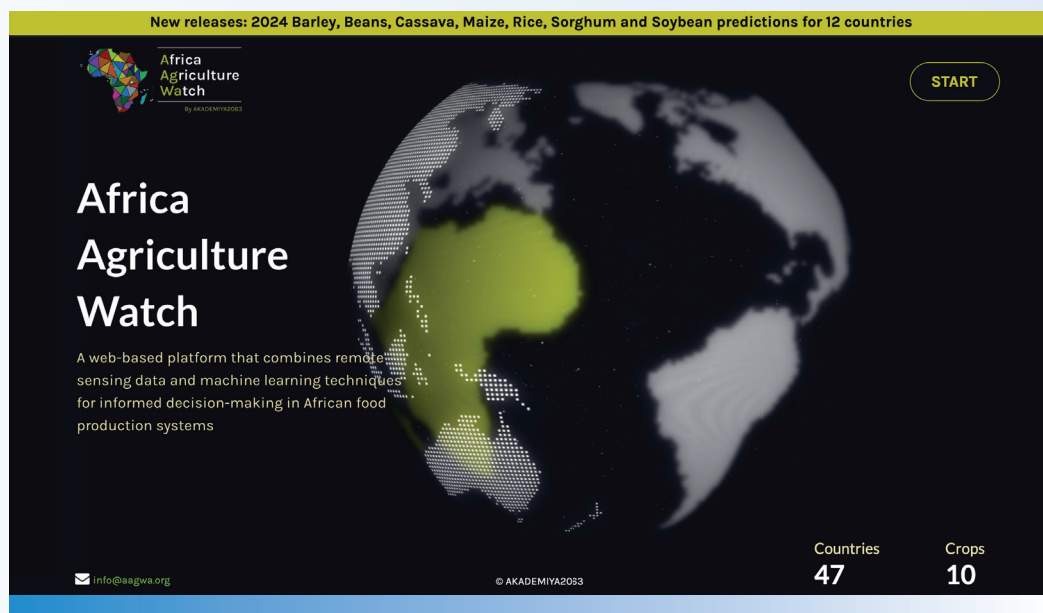 New releases: 2024 Barley, Beans, Cassava, Maize, Rice, Sorghum and Soybean predictions for 12 countries
Africa
Agriculture
Watch
By AKADEMIYA2063
START
Africa
Agriculture
Watch
A web-based platform that combines remote
sensing data and machine learning techniques
for informed decision-making in African food
production systems
Countries
47
Crops
10
info@aagwa.org
© AKADEMIYA2063